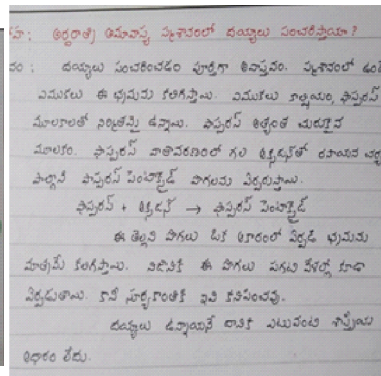 హ: అర్ధరాత్రి అమావాస్య స్మశానంలో దయ్యాలు సంచరిస్తాయా?
వం: దయ్యాలు సంచరించడం పూర్తిగా అవాస్తవం. స్మశానంలో ఉండే
ఎముకలు ఈ భ్రమను కలిగిస్తాయి. ఎముకలు కాల్షియం, ఫాస్ఫరస్
మూలకాలతో నిర్మితమై ఉన్నాయి. ఫాస్ఫరస్ అత్యంత చురుకైన
మూలకం. ఫాస్ఫరస్ వాతావరణంలో గల ఆక్సిజన్‌తో రసాయన చర్య
పొందాక ఫాస్ఫరస్ పెంటాక్సైడ్ పొగలను ఏర్పరుస్తాయి.
ఫాస్ఫరస్ + ఆక్సిజన్ → ఫాస్ఫరస్ పెంటాక్సైడ్
ఈ తెల్లని పొగలు ఒక ఆకారంలో ఏర్పడి భ్రమను
మాత్రమే కలిగిస్తాయి. నిజానికి ఈ పొగలు పగటి వేళల్లో కూడా
ఏర్పడుతాయి. కానీ సూర్యకాంతికి ఇవి కనిపించవు.
దయ్యాలు ఉన్నాయనే దానికి ఎటువంటి శాస్త్రీయ
ఆధారం లేదు.